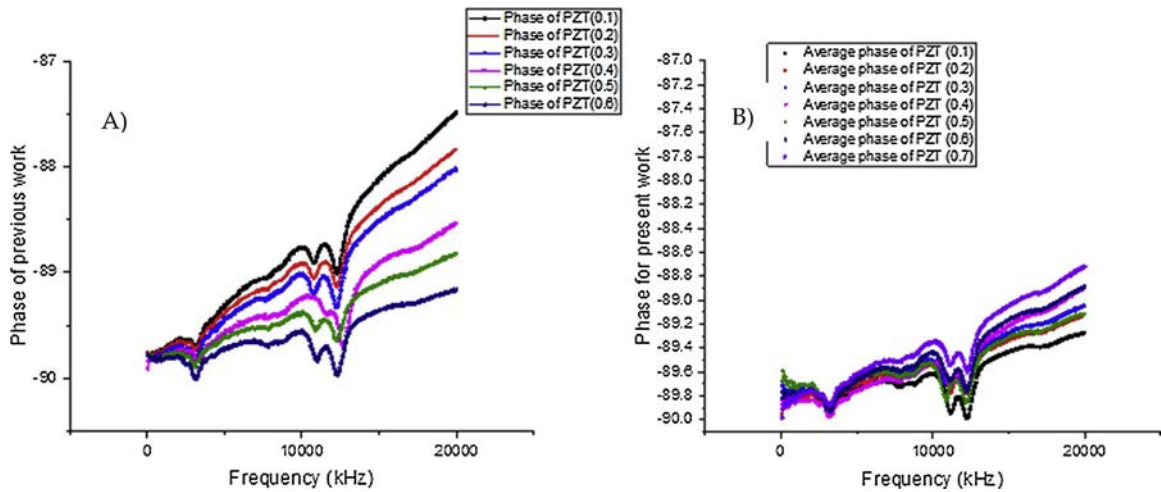 Phase of PZT(0.1)
Phase of PZT(0.2)
Phase of PZT(0.3)
Phase of PZT(0.4)
Phase of PZT(0.5)
Phase of PZT(0.6)
A)
-87
-88
-89
-90
Phase of previous work
0
10000
20000
Frequency (kHz)
Average phase of PZT (0.1)
Average phase of PZT (0.2)
Average phase of PZT (0.3)
Average phase of PZT (0.4)
Average phase of PZT (0.5)
Average phase of PZT (0.6)
Average phase of PZT (0.7)
B)
-87.0
-87.2
-87.4
-87.6
-87.8
-88.0
-88.2
-88.4
-88.6
-88.8
-89.0
-89.2
-89.4
-89.6
-89.8
-90.0
Phase for present work
0
10000
20000
Frequency (kHz)